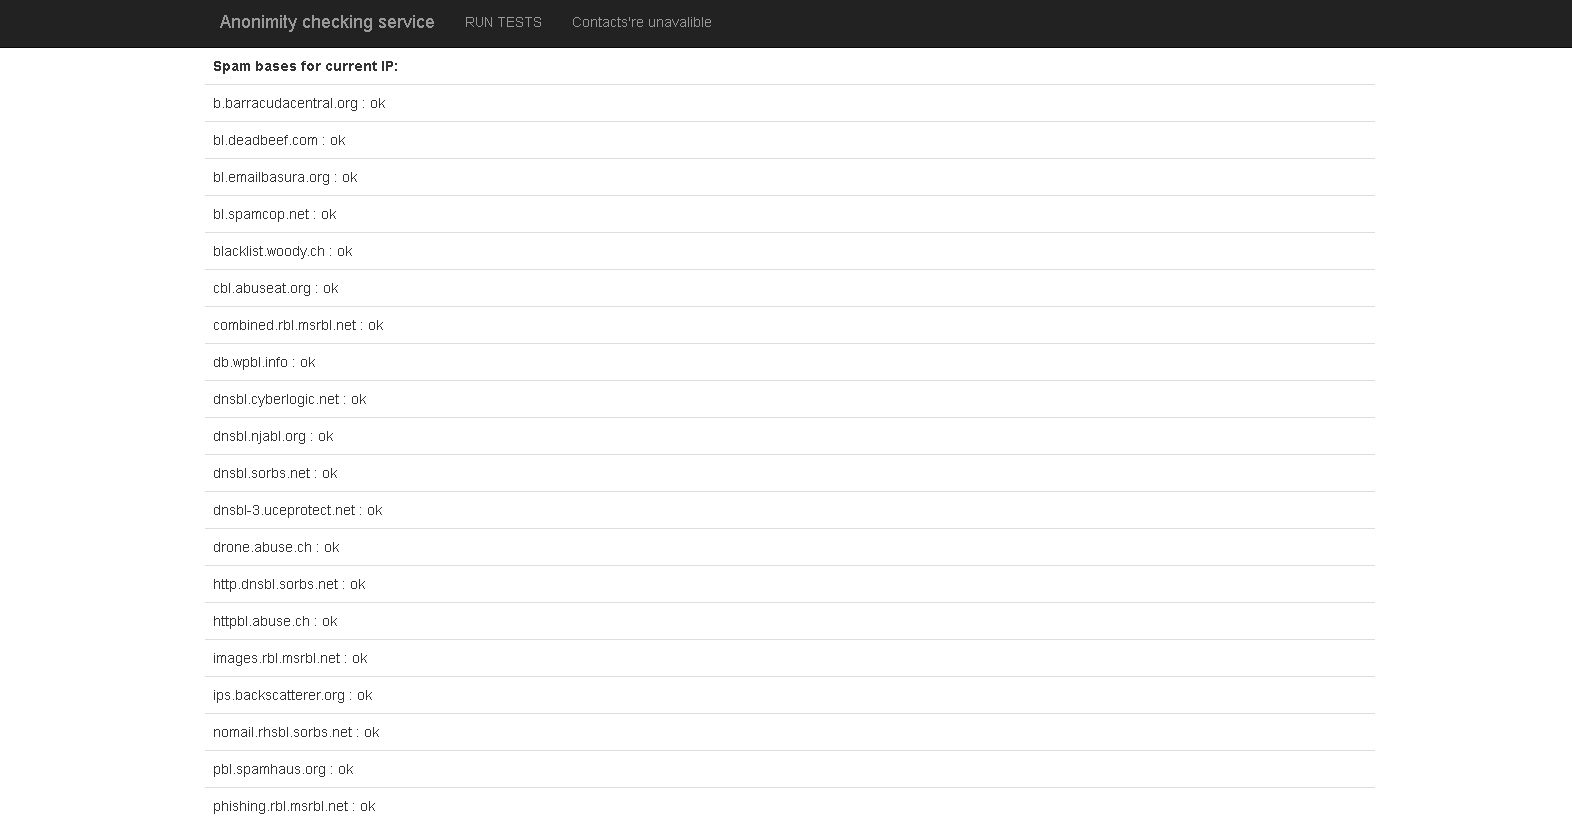 Anonimity checking service RUN TESTS Contacts're unavalible
Spam bases for current IP:
b.barracudacentral.org : ok
bl.deadbeef.com : ok
bl.emailbasura.org : ok
bl.spamcop.net : ok
blacklist.woody.ch : ok
cbl.abuseat.org : ok
combined.rbl.msrbl.net : ok
db.wpbl.info : ok
dnsbl.cyberlogic.net : ok
dnsbl.njabl.org : ok
dnsbl.sorbs.net : ok
dnsbl-3.uceprotect.net : ok
drone.abuse.ch : ok
http.dnsbl.sorbs.net : ok
httpbl.abuse.ch : ok
images.rbl.msrbl.net : ok
ips.backscatterer.org : ok
nomail.rhsbl.sorbs.net : ok
pbl.spamhaus.org : ok
phishing.rbl.msrbl.net : ok